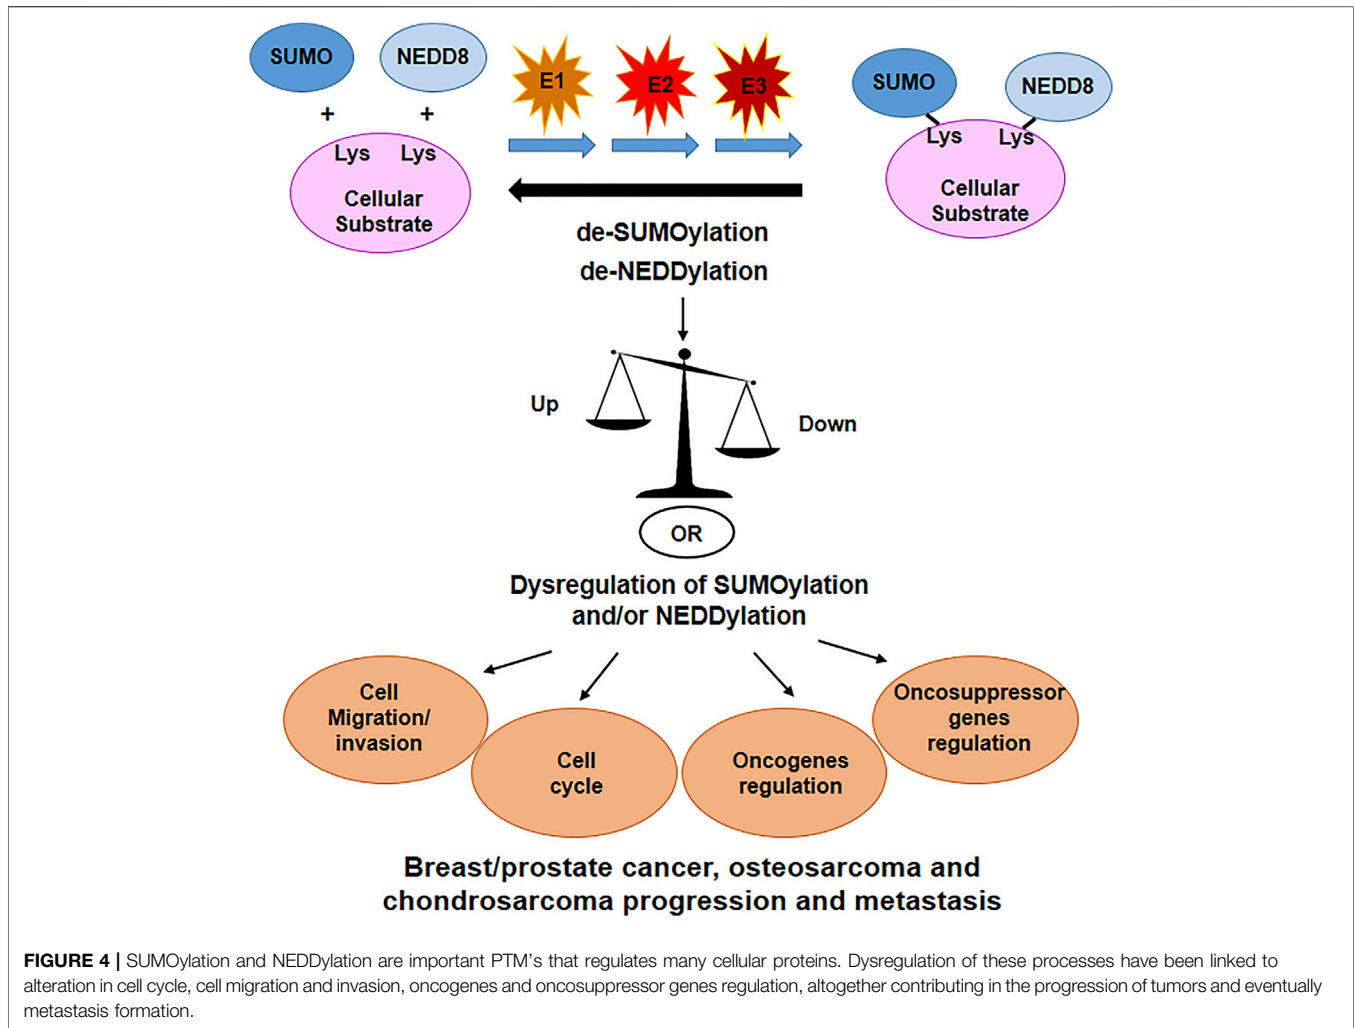 SUMO
NEDD8
E1
E2
E3
SUMO
NEDD8
+
+
Lys
Lys
Lys
Lys
Cellular
Substrate
Cellular
Substrate
de-SUMOylation
de-NEDDylation
Up
Down
OR
Dysregulation of SUMOylation
and/or NEDDylation
Cell
Migration/
invasion
Cell
cycle
Oncogenes
regulation
Oncosuppressor
genes
regulation
Breast/prostate cancer, osteosarcoma and
chondrosarcoma progression and metastasis
FIGURE 4 | SUMOylation and NEDDylation are important PTM’s that regulates many cellular proteins. Dysregulation of these processes have been linked to
alteration in cell cycle, cell migration and invasion, oncogenes and oncosuppressor genes regulation, altogether contributing in the progression of tumors and eventually
metastasis formation.